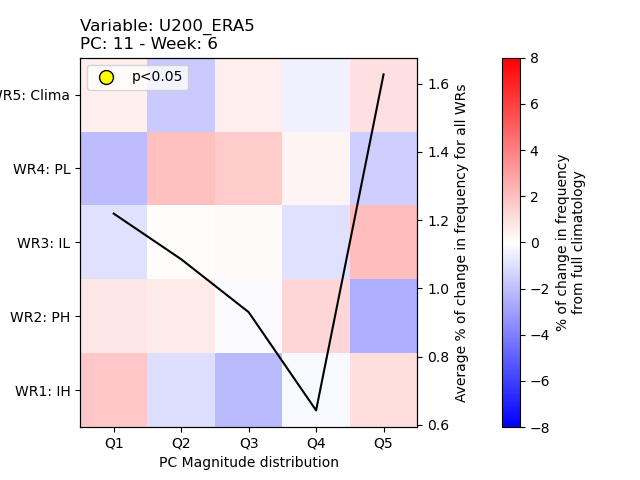 Variable: U200_ERA5
PC: 11 - Week: 6
p<0.05
WR5: Clima
WR4: PL
WR3: IL
WR2: PH
WR1: IH
Q1 Q2 Q3 Q4 Q5
PC Magnitude distribution
1.6
1.4
1.2
1.0
0.8
0.6
Average % of change in frequency for all WRs
8
6
4
2
0
−2
−4
−6
−8
% of change in frequency
from full climatology